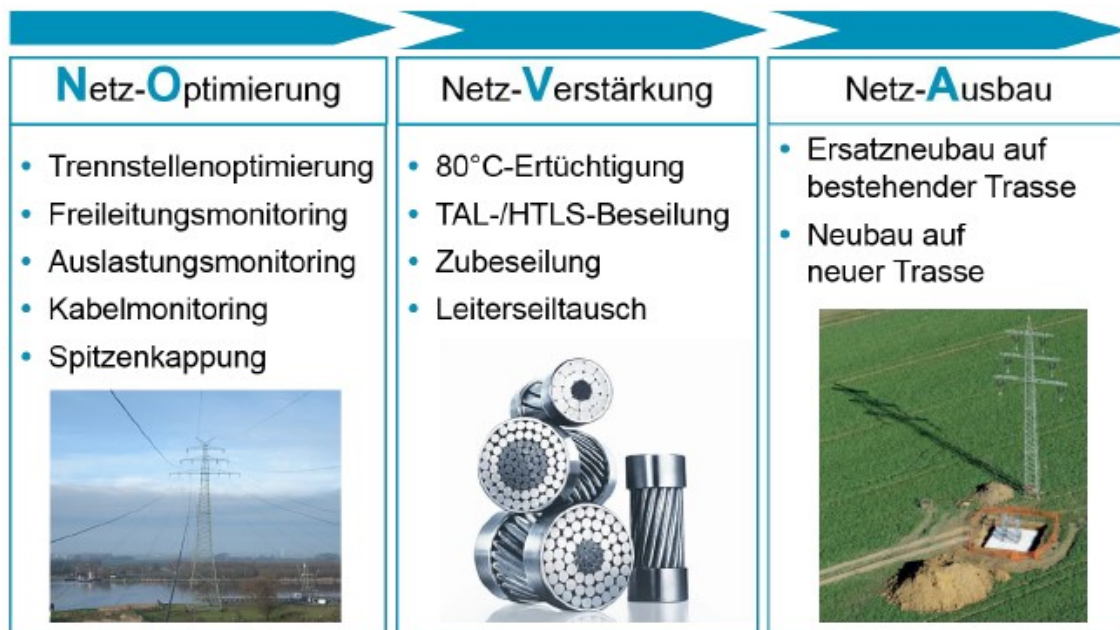 Netz-Optimierung
• Trennstellenoptimierung
• Freileitungsmonitoring
• Auslastungsmonitoring
• Kabelmonitoring
• Spitzenkappung
Netz-Verstärkung
• 80°C-Ertüchtigung
• TAL-/HTLS-Beseilung
• Zubeseilung
• Leiterseiltausch
Netz-Ausbau
• Ersatzneubau auf
bestehender Trasse
• Neubau auf
neuer Trasse